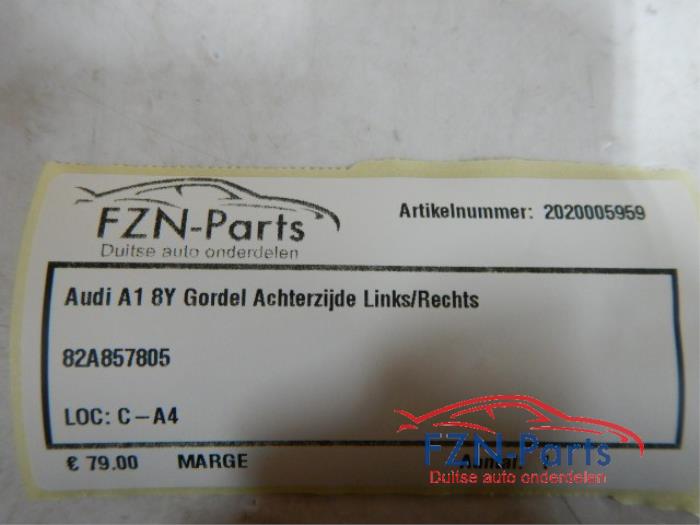 FZN-Parts
Duitse auto onderdelen
Artikelnummer: 2020005959
Audi A1 8Y Gordel Achterzijde Links/Rechts
82A857805
LOC: C-A4
€ 79.00 MARGE Aantal:
FZN-Parts
Duitse auto onderdelen